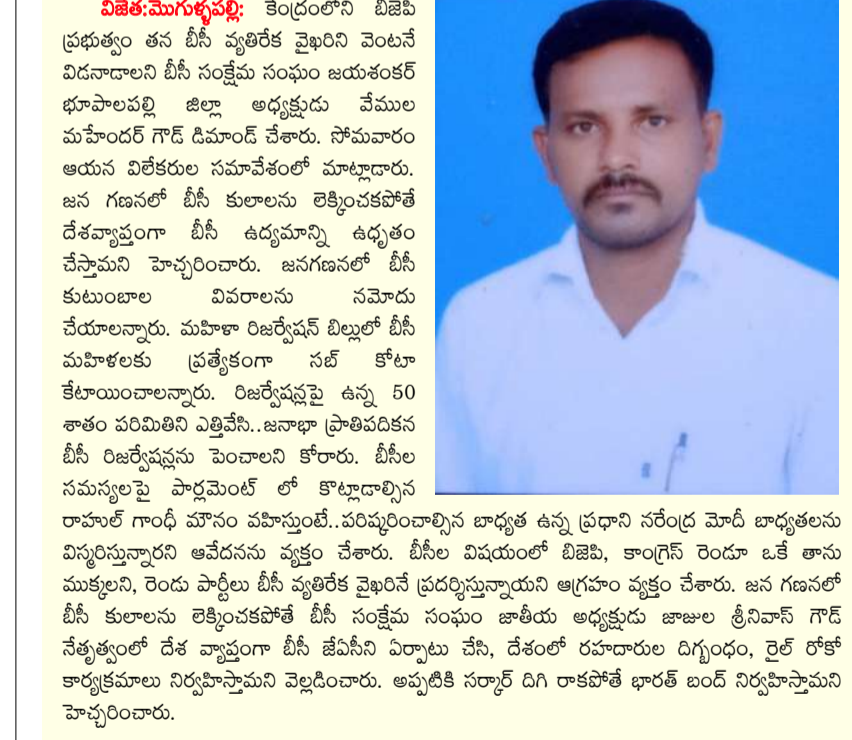 విజేత:మొగుళ్ళపల్లి: కేంద్రంలోని బిజెపి
ప్రభుత్వం తన బీసీ వ్యతిరేక వైఖరిని వెంటనే
విడనాడాలని బీసీ సంక్షేమ సంఘం జయశంకర్
భూపాలపల్లి జిల్లా అధ్యక్షుడు వేముల
మహేందర్ గౌడ్ డిమాండ్ చేశారు. సోమవారం
ఆయన విలేకరుల సమావేశంలో మాట్లాడారు.
జన గణనలో బీసీ కులాలను లెక్కించకపోతే
దేశవ్యాప్తంగా బీసీ ఉద్యమాన్ని ఉధృతం
చేస్తామని హెచ్చరించారు. జనగణనలో బీసీ
కుటుంబాల వివరాలను నమోదు
చేయాలన్నారు. మహిళా రిజర్వేషన్ బిల్లులో బీసీ
మహిళలకు ప్రత్యేకంగా సబ్ కోటా
కేటాయించాలన్నారు. రిజర్వేషన్లపై ఉన్న 50
శాతం పరిమితిని ఎత్తివేసి..జనాభా ప్రాతిపదికన
బీసీ రిజర్వేషన్లను పెంచాలని కోరారు. బీసీల
సమస్యలపై పార్లమెంట్ లో కొట్లాడాల్సిన
రాహుల్ గాంధీ మౌనం వహిస్తుంటే..పరిష్కరించాల్సిన బాధ్యత ఉన్న ప్రధాని నరేంద్ర మోదీ బాధ్యతలను
విస్మరిస్తున్నారని ఆవేదనను వ్యక్తం చేశారు. బీసీల విషయంలో బిజెపి, కాంగ్రెస్ రెండూ ఒకే తాను
ముక్కలని, రెండు పార్టీలు బీసీ వ్యతిరేక వైఖరినే ప్రదర్శిస్తున్నాయని ఆగ్రహం వ్యక్తం చేశారు. జన గణనలో
బీసీ కులాలను లెక్కించకపోతే బీసీ సంక్షేమ సంఘం జాతీయ అధ్యక్షుడు జాజుల శ్రీనివాస్ గౌడ్
నేతృత్వంలో దేశ వ్యాప్తంగా బీసీ జేఏసీని ఏర్పాటు చేసి, దేశంలో రహదారుల దిగ్బంధం, రైల్ రోకో
కార్యక్రమాలు నిర్వహిస్తామని వెల్లడించారు. అప్పటికి సర్కార్ దిగి రాకపోతే భారత్ బంద్ నిర్వహిస్తామని
హెచ్చరించారు.